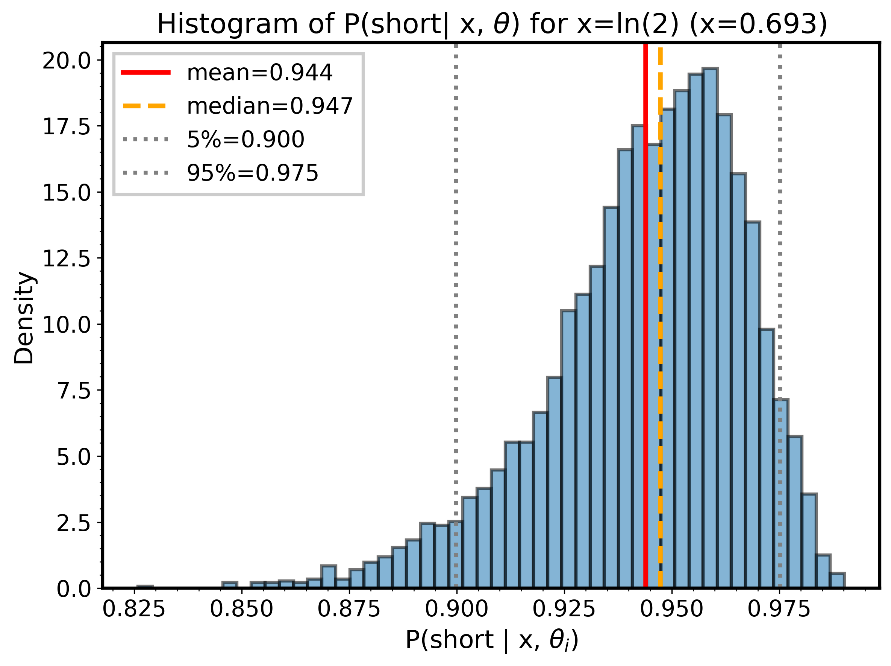 Histogram of P(short| x, θ) for x=ln(2) (x=0.693)
mean=0.944
median=0.947
5%=0.900
95%=0.975
Density
20.0
17.5
15.0
12.5
10.0
7.5
5.0
2.5
0.0
0.825 0.850 0.875 0.900 0.925 0.950 0.975
P(short | x, θᵢ)